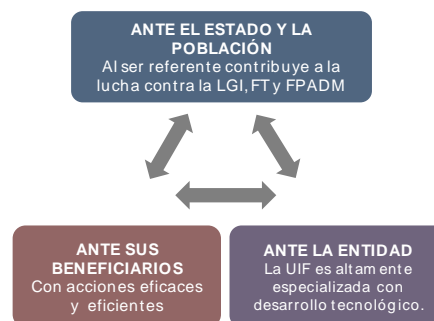 ANTE EL ESTADO Y LA
POBLACIÓN
Al ser referente contribuye a la
lucha contra la LGI, FT y FPADM
ANTE SUS
BENEFICIARIOS
Con acciones eficaces
y eficientes
ANTE LA ENTIDAD
La UIF es altamente
especializada con
desarrollo tecnológico.